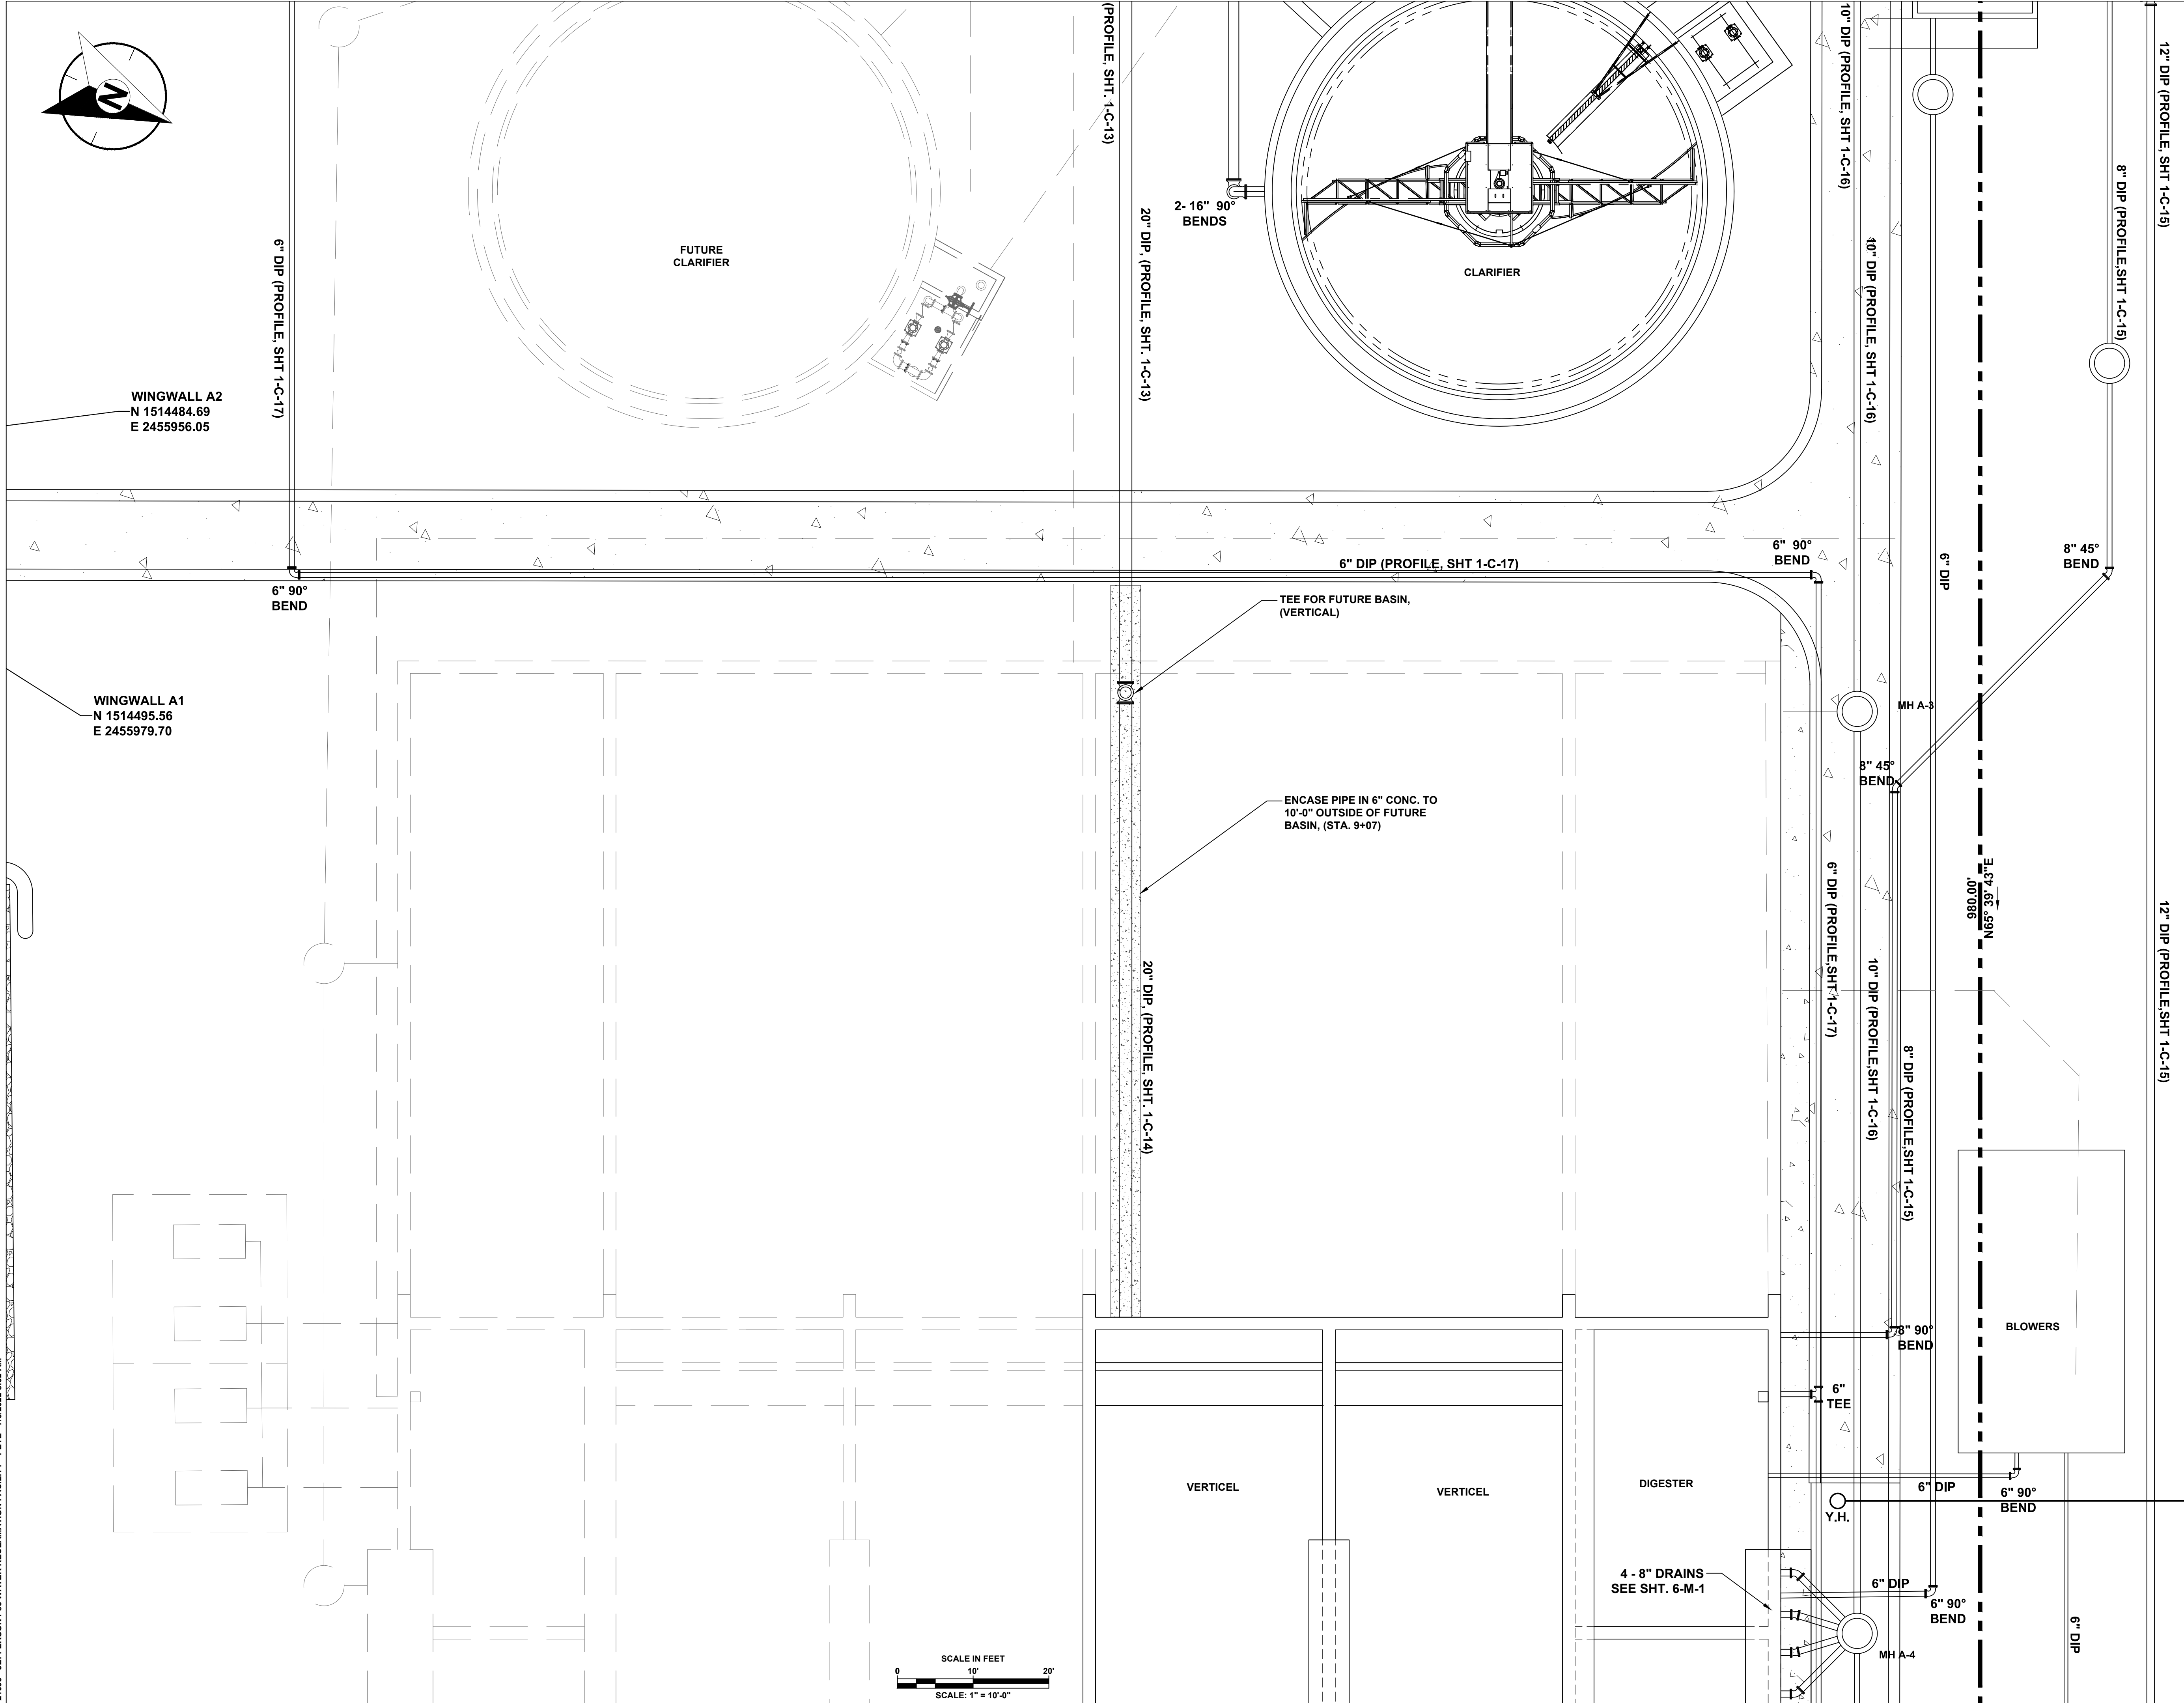 N
(PROFILE, SHT. 1-C-13)
10" DIP (PROFILE, SHT 1-C-16)
12" DIP (PROFILE, SHT 1-C-15)
8" DIP (PROFILE,SHT 1-C-15)
2- 16" 90°
BENDS
20" DIP, (PROFILE, SHT. 1-C-13)
6" DIP (PROFILE, SHT 1-C-17)
FUTURE
CLARIFIER
CLARIFIER
10" DIP (PROFILE, SHT 1-C-16)
WINGWALL A2
N 1514484.69
E 2455956.05
6" 90°
BEND
6" DIP (PROFILE, SHT 1-C-17)
6" 90°
BEND
6" DIP
8" 45°
BEND
TEE FOR FUTURE BASIN,
(VERTICAL)
WINGWALL A1
N 1514495.56
E 2455979.70
MH A-3
8" 45°
BEND
ENCASE PIPE IN 6" CONC. TO
10'-0" OUTSIDE OF FUTURE
BASIN, (STA. 9+07)
6" DIP (PROFILE,SHT 1-C-17)
N65° 39' 43"E
980.00'
12" DIP (PROFILE,SHT 1-C-15)
20" DIP, (PROFILE, SHT. 1-C-14)
10" DIP (PROFILE,SHT 1-C-16)
8" DIP (PROFILE,SHT 1-C-15)
8" 90°
BEND
BLOWERS
6"
TEE
VERTICEL
VERTICEL
DIGESTER
6" DIP
6" 90°
BEND
Y.H.
4 - 8" DRAINS
SEE SHT. 6-M-1
6" DIP
6" 90°
BEND
6" DIP
MH A-4
SCALE IN FEET
0 10' 20'
SCALE: 1" = 10'-0"